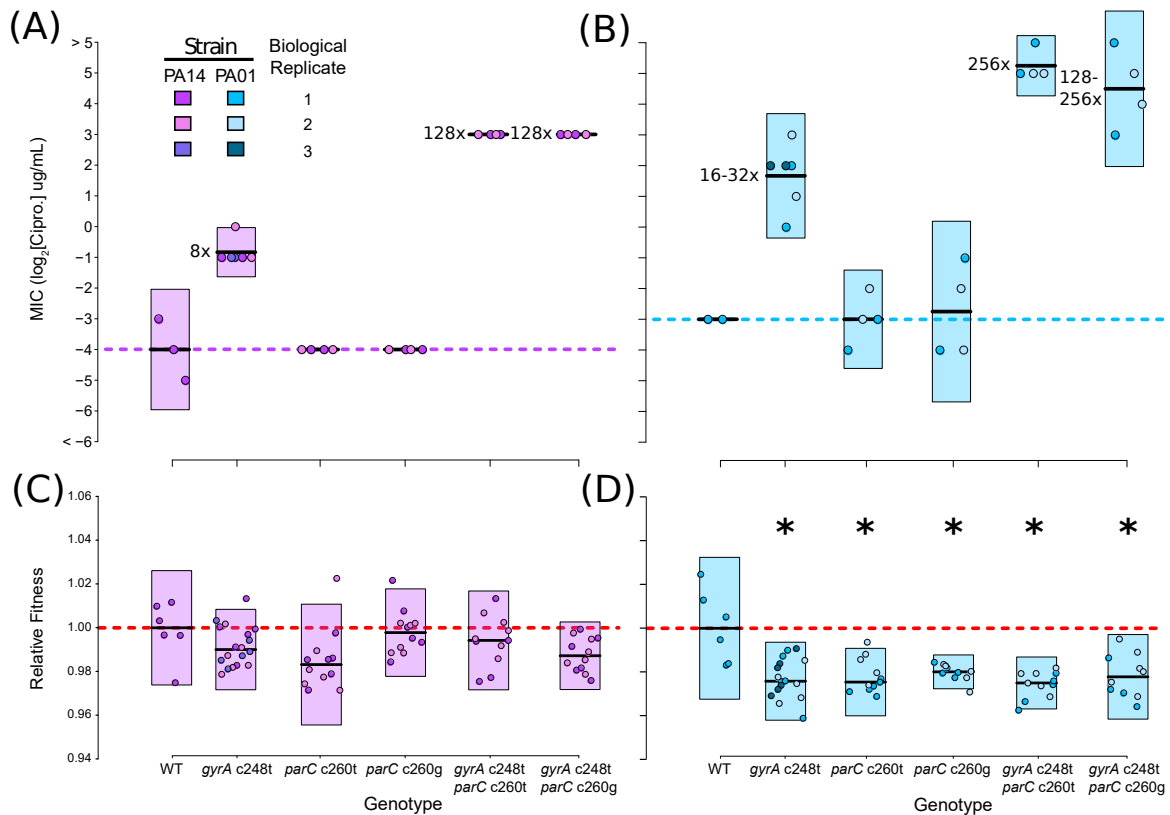 (A)
(B)
> 5
5
4
3
2
1
0
−1
−2
−3
−4
−5
< −6
−6
MIC (log2[Cipro.] ug/mL)
Strain
Biological
Replicate
PA14 PA01
1
2
3
8x
128x
128x
16-32x
256x
128-
256x
(C)
(D)
1.06
1.04
1.02
1.00
0.98
0.96
0.94
Relative Fitness
* * * * *
WT
gyrA c248t
parC c260t
parC c260g
gyrA c248t
parC c260t
gyrA c248t
parC c260g
Genotype
WT
gyrA c248t
parC c260t
parC c260g
gyrA c248t
parC c260t
gyrA c248t
parC c260g
Genotype